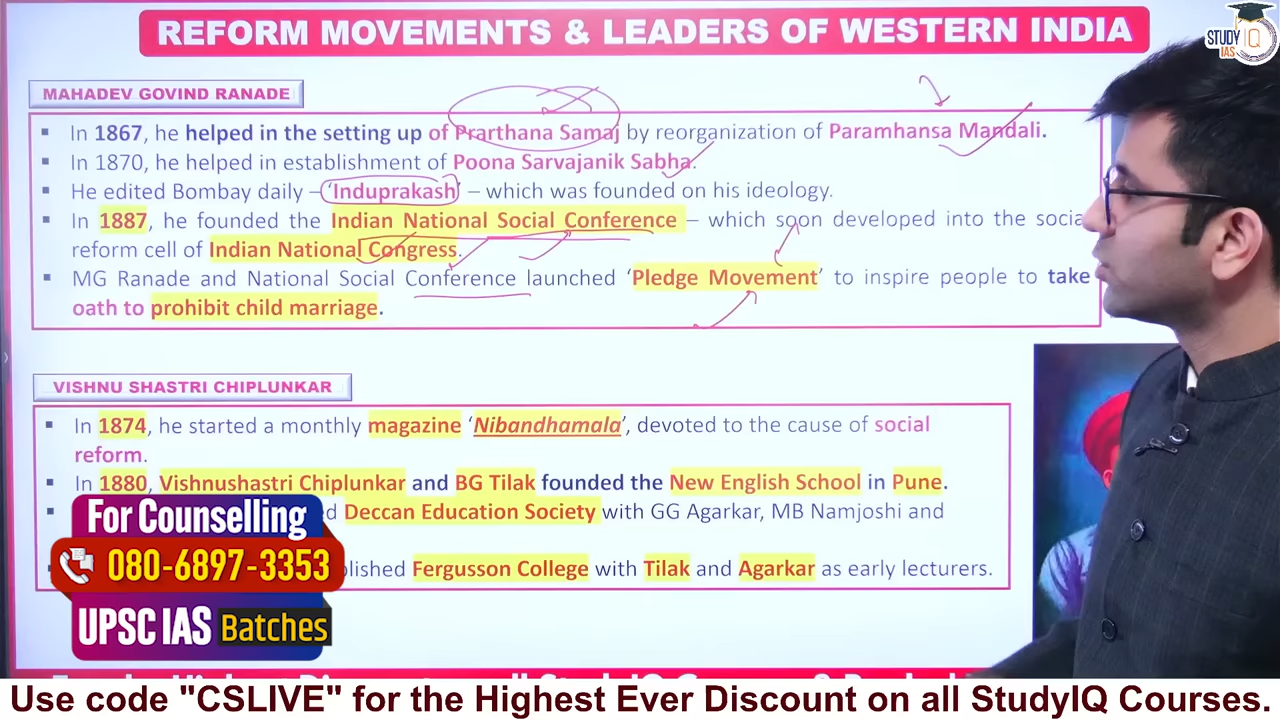 REFORM MOVEMENTS & LEADERS OF WESTERN INDIA
STUDY IQ
IAS
MAHADEV GOVIND RANADE
▪ In 1867, he helped in the setting up of Prarthana Samaj by reorganization of Paramhansa Mandali.
▪ In 1870, he helped in establishment of Poona Sarvajanik Sabha.
▪ He edited Bombay daily – ‘Induprakash’ – which was founded on his ideology.
▪ In 1887, he founded the Indian National Social Conference – which soon developed into the social
reform cell of Indian National Congress.
▪ MG Ranade and National Social Conference launched ‘Pledge Movement’ to inspire people to take
oath to prohibit child marriage.
VISHNU SHASTRI CHIPLUNKAR
▪ In 1874, he started a monthly magazine ‘Nibandhamala’, devoted to the cause of social
reform.
▪ In 1880, Vishnushastri Chiplunkar and BG Tilak founded the New English School in Pune.
Deccan Education Society with GG Agarkar, MB Namjoshi and
Fergusson College with Tilak and Agarkar as early lecturers.
For Counselling
080-6897-3353
UPSC IAS Batches
Use code "CSLIVE" for the Highest Ever Discount on all StudyIQ Courses.